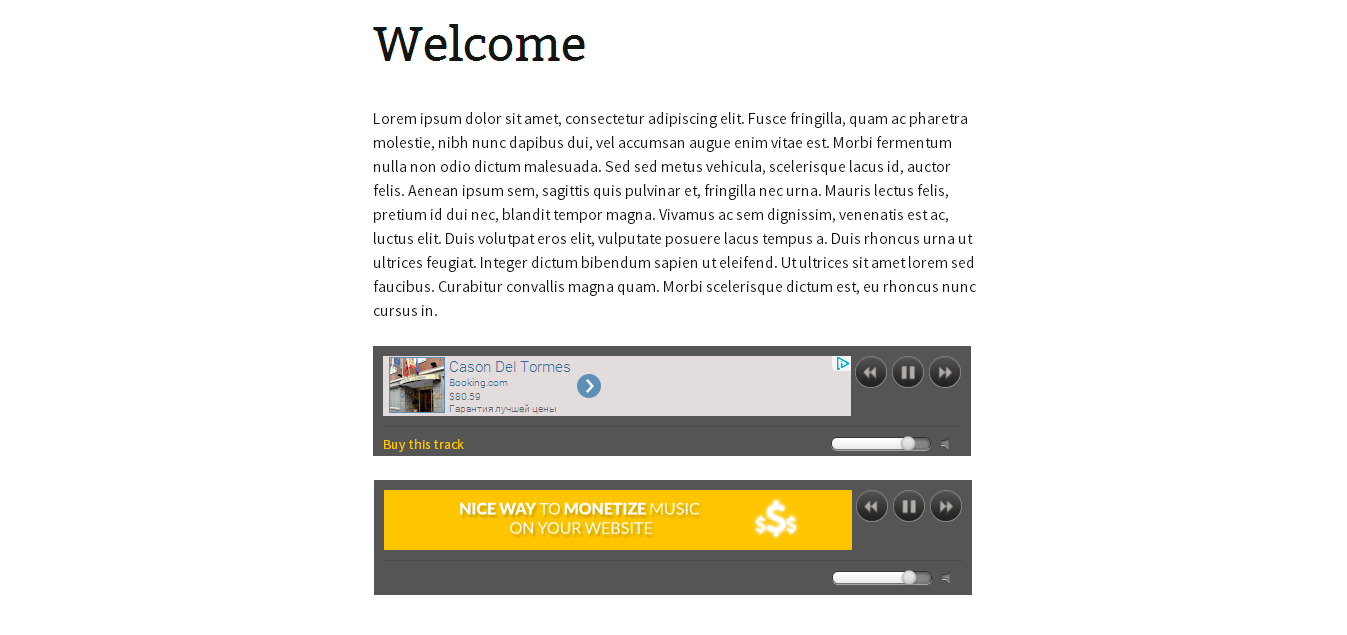 Welcome
Lorem ipsum dolor sit amet, consectetur adipiscing elit. Fusce fringilla, quam ac pharetra
molestie, nibh nunc dapibus dui, vel accumsan augue enim vitae est. Morbi fermentum
nulla non odio dictum malesuada. Sed sed metus vehicula, scelerisque lacus id, auctor
felis. Aenean ipsum sem, sagittis quis pulvinar et, fringilla nec urna. Mauris lectus felis,
pretium id dui nec, blandit tempor magna. Vivamus ac sem dignissim, venenatis est ac,
luctus elit. Duis volutpat eros elit, vulputate posuere lacus tempus a. Duis rhoncus urna ut
ultrices feugiat. Integer dictum bibendum sapien ut eleifend. Ut ultrices sit amet lorem sed
faucibus. Curabitur convallis magna quam. Morbi scelerisque dictum est, eu rhoncus nunc
cursus in.
Cason Del Tormes
Booking.com
$80.59
Гарантия лучшей цены
Buy this track
NICE WAY TO MONETIZE MUSIC
ON YOUR WEBSITE
$$$